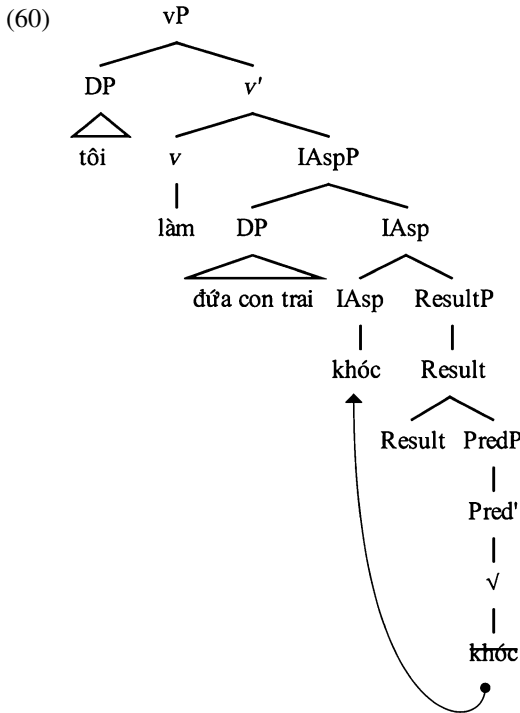 (60) vP
DP v'
tôi v IAspP
làm DP IAsp
đứa con trai IAsp ResultP
khóc Result
Result PredP
Pred'
√
khóc